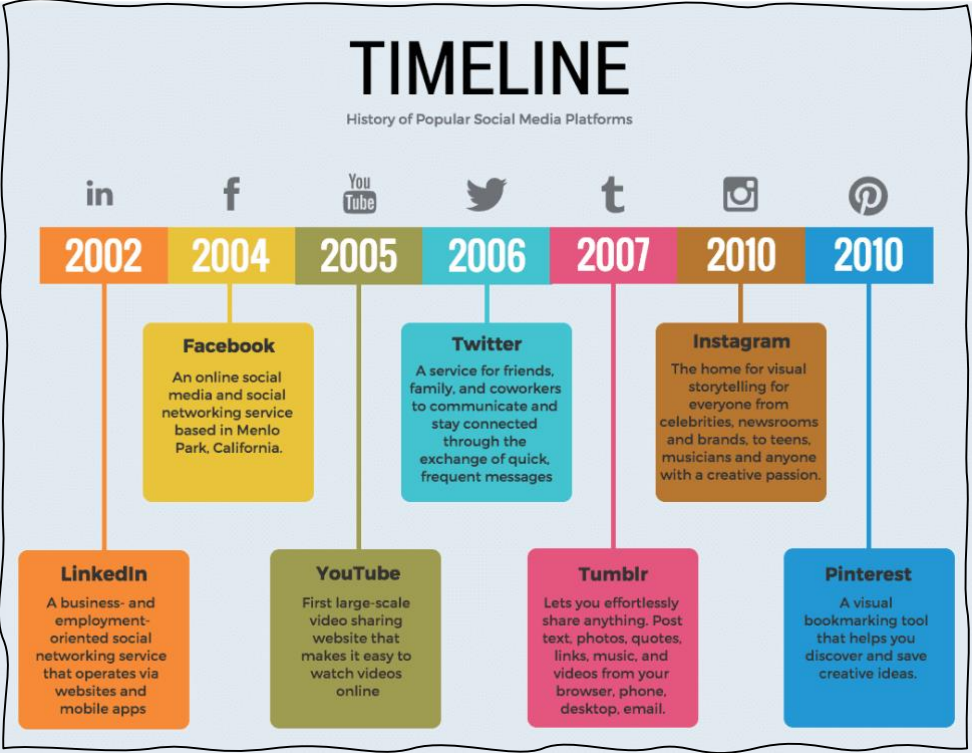 TIMELINE
History of Popular Social Media Platforms
in
f
You
Tube
t
2002
2004
2005
2006
2007
2010
2010
Facebook
An online social
media and social
networking service
based in Menlo
Park, California.
Twitter
A service for friends,
family, and coworkers
to communicate and
stay connected
through the
exchange of quick,
frequent messages
Instagram
The home for visual
storytelling for
everyone from
celebrities, newsrooms
and brands, to teens,
musicians and anyone
with a creative passion.
LinkedIn
A business- and
employment-
oriented social
networking service
that operates via
websites and
mobile apps
YouTube
First large-scale
video sharing
website that
makes it easy to
watch videos
online
Tumblr
Lets you effortlessly
share anything. Post
text, photos, quotes,
links, music, and
videos from your
browser, phone,
desktop, email.
Pinterest
A visual
bookmarking tool
that helps you
discover and save
creative ideas.